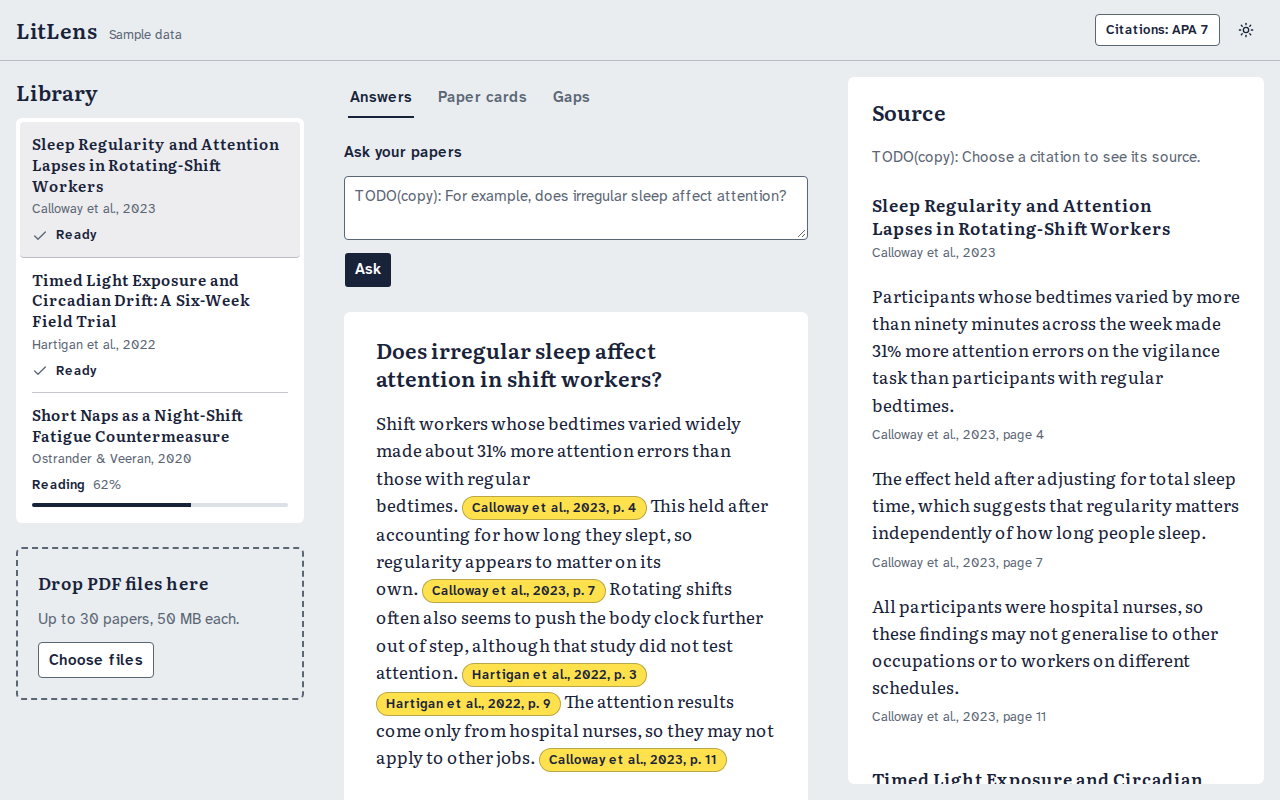 LitLens Sample data
Citations: APA 7
Library
Sleep Regularity and Attention
Lapses in Rotating-Shift
Workers
Calloway et al., 2023
Ready
Timed Light Exposure and
Circadian Drift: A Six-Week
Field Trial
Hartigan et al., 2022
Ready
Short Naps as a Night-Shift
Fatigue Countermeasure
Ostrander & Veeran, 2020
Reading 62%
Drop PDF files here
Up to 30 papers, 50 MB each.
Choose files
Answers Paper cards Gaps
Ask your papers
TODO(copy): For example, does irregular sleep affect attention?
Ask
Does irregular sleep affect
attention in shift workers?
Shift workers whose bedtimes varied widely
made about 31% more attention errors than
those with regular
bedtimes. Calloway et al., 2023, p. 4 This held after
accounting for how long they slept, so
regularity appears to matter on its
own. Calloway et al., 2023, p. 7 Rotating shifts
often also seems to push the body clock further
out of step, although that study did not test
attention. Hartigan et al., 2022, p. 3
Hartigan et al., 2022, p. 9 The attention results
come only from hospital nurses, so they may not
apply to other jobs. Calloway et al., 2023, p. 11
Source
TODO(copy): Choose a citation to see its source.
Sleep Regularity and Attention
Lapses in Rotating-Shift Workers
Calloway et al., 2023
Participants whose bedtimes varied by more
than ninety minutes across the week made
31% more attention errors on the vigilance
task than participants with regular
bedtimes.
Calloway et al., 2023, page 4
The effect held after adjusting for total sleep
time, which suggests that regularity matters
independently of how long people sleep.
Calloway et al., 2023, page 7
All participants were hospital nurses, so
these findings may not generalise to other
occupations or to workers on different
schedules.
Calloway et al., 2023, page 11
Timed Light Exposure and Circadian